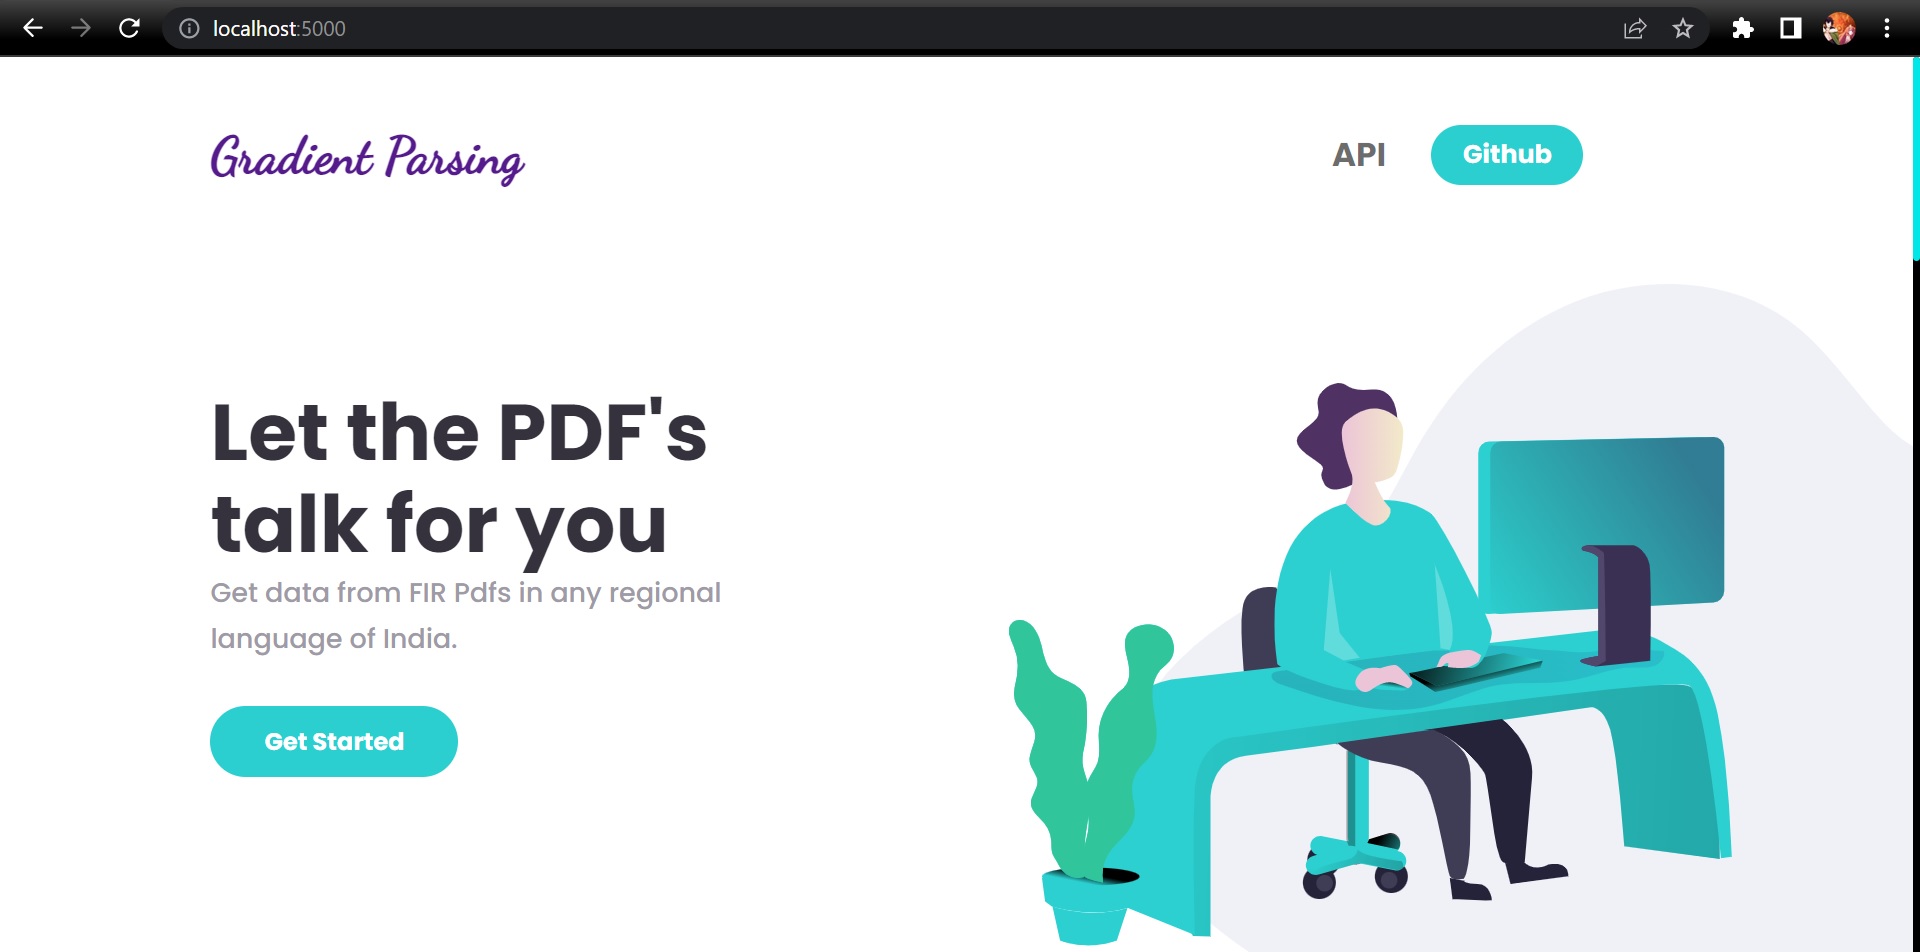 localhost:5000
Gradient Parsing
API
Github
Let the PDF's
talk for you
Get data from FIR Pdfs in any regional
language of India.
Get Started